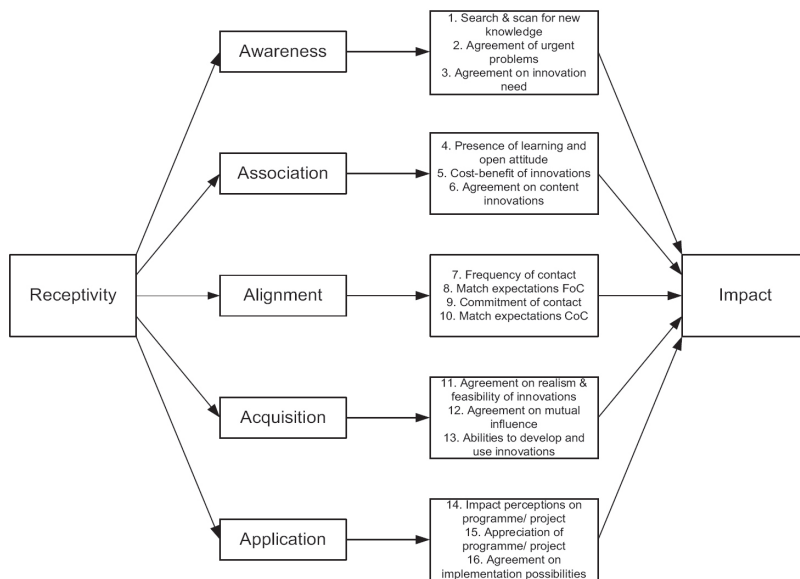 Receptivity
Awareness
1. Search & scan for new
knowledge
2. Agreement of urgent
problems
3. Agreement on innovation
need
Association
4. Presence of learning and
open attitude
5. Cost-benefit of innovations
6. Agreement on content
innovations
Alignment
7. Frequency of contact
8. Match expectations FoC
9. Commitment of contact
10. Match expectations CoC
Acquisition
11. Agreement on realism &
feasibility of innovations
12. Agreement on mutual
influence
13. Abilities to develop and
use innovations
Application
14. Impact perceptions on
programme/ project
15. Appreciation of
programme/ project
16. Agreement on
implementation possibilities
Impact